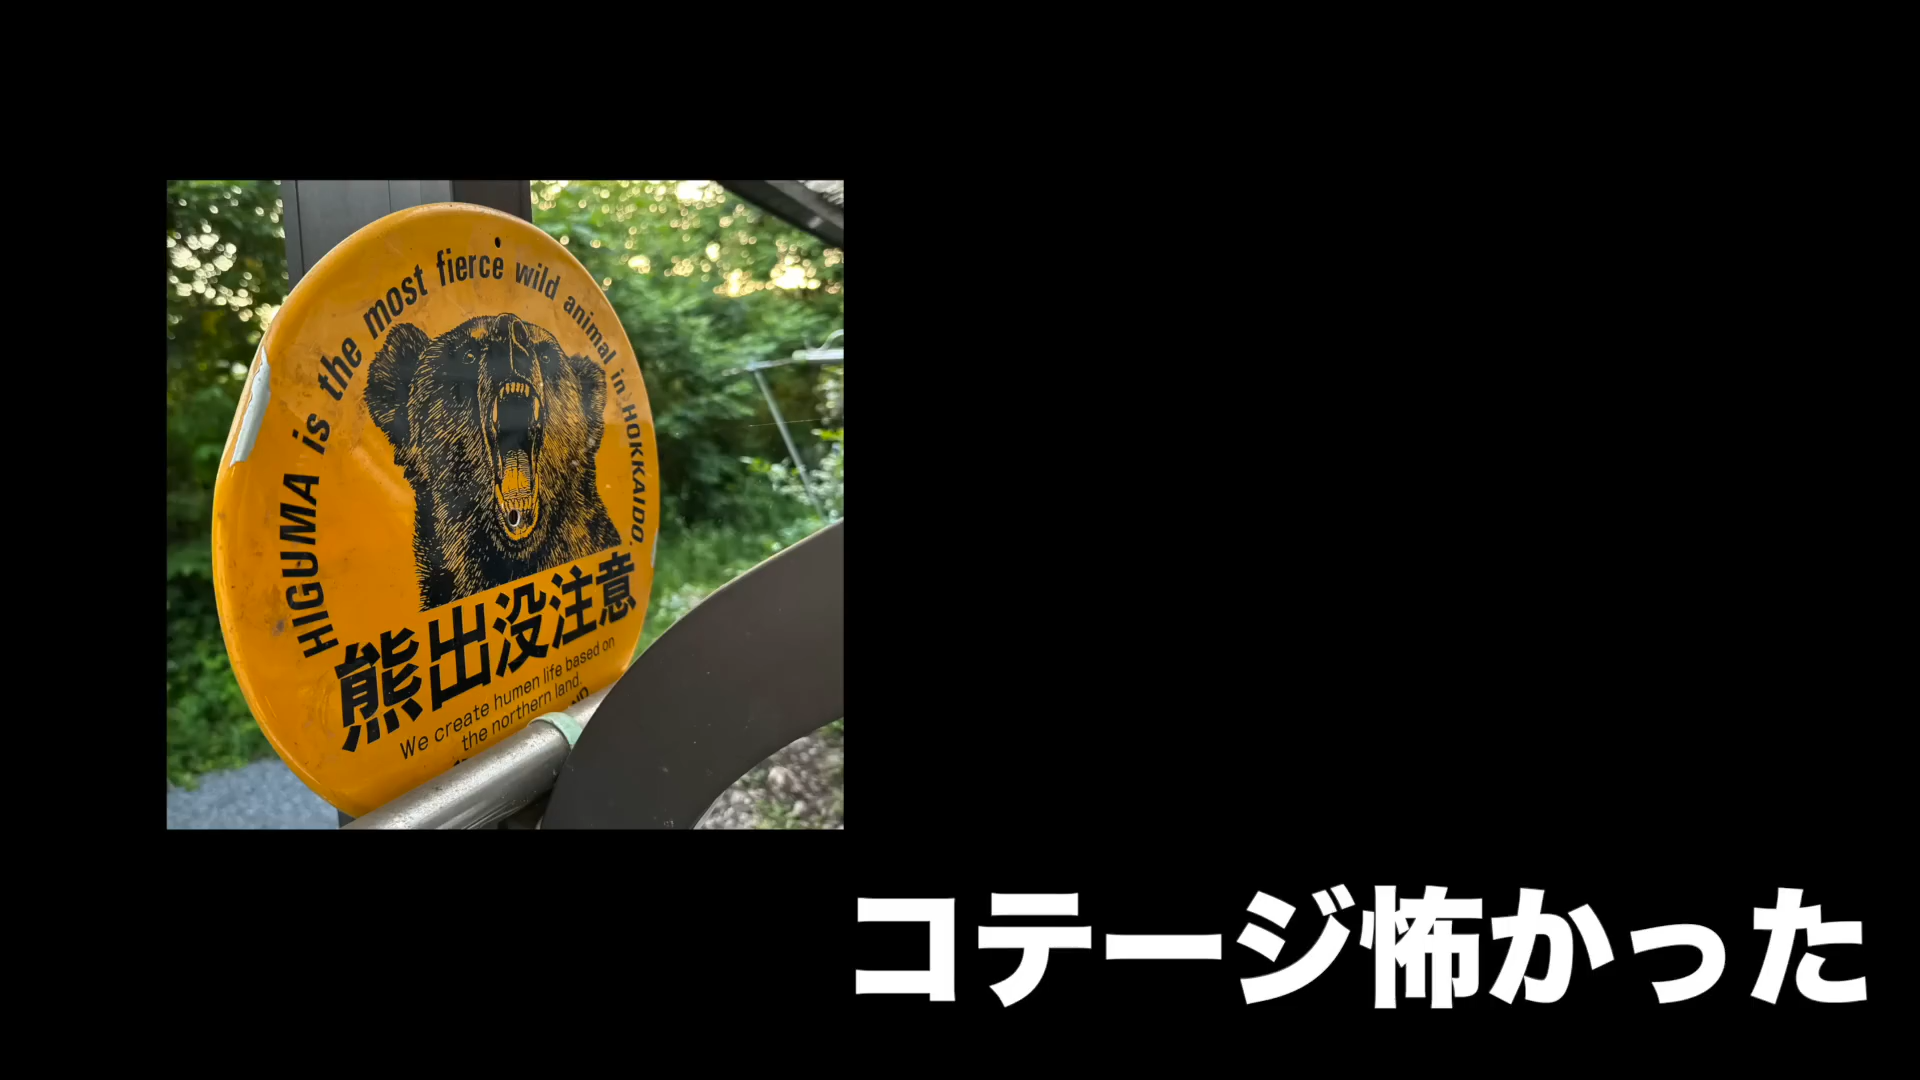 HIGUMA is the most fierce wild animal in HOKKAIDO.
熊出没注意
We create humen life based on
the northern land.
コテージ怖かった